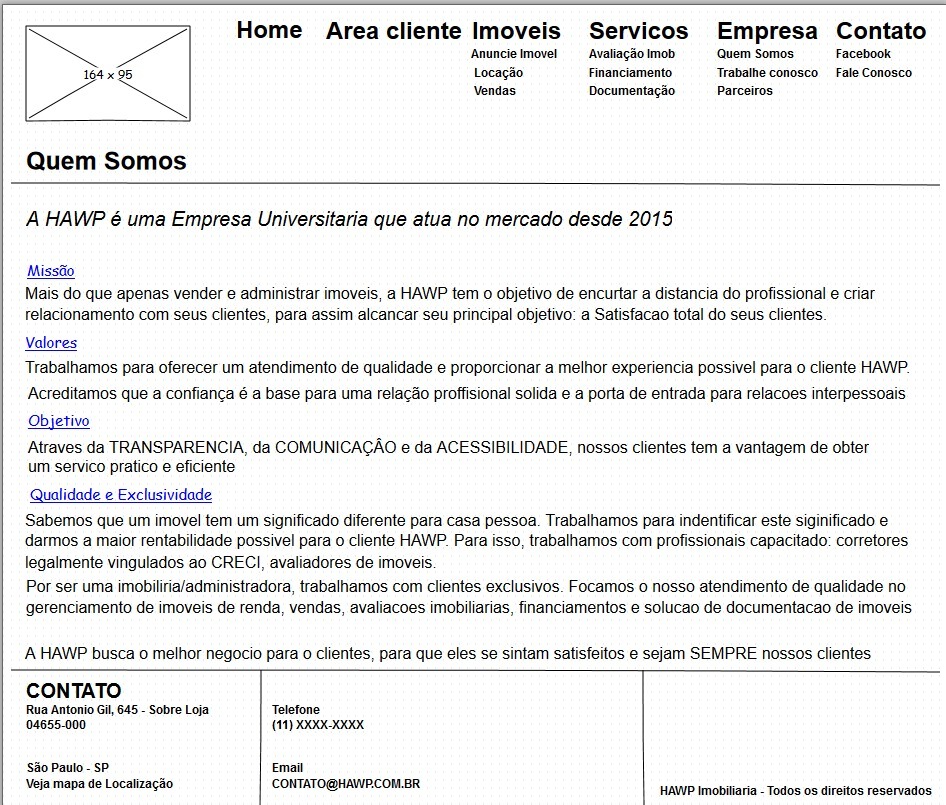 164 x 95
Home Area cliente Imoveis Servicos Empresa Contato
Anuncie Imovel Avaliação Imob Quem Somos Facebook
Locação Financiamento Trabalhe conosco Fale Conosco
Vendas Documentação Parceiros
Quem Somos
A HAWP é uma Empresa Universitaria que atua no mercado desde 2015
Missão
Mais do que apenas vender e administrar imoveis, a HAWP tem o objetivo de encurtar a distancia do profissional e criar
relacionamento com seus clientes, para assim alcancar seu principal objetivo: a Satisfacao total do seus clientes.
Valores
Trabalhamos para oferecer um atendimento de qualidade e proporcionar a melhor experiencia possivel para o cliente HAWP.
Acreditamos que a confiança é a base para uma relação proffisional solida e a porta de entrada para relacoes interpessoais
Objetivo
Atraves da TRANSPARENCIA, da COMUNICAÇÂO e da ACESSIBILIDADE, nossos clientes tem a vantagem de obter
um servico pratico e eficiente
Qualidade e Exclusividade
Sabemos que um imovel tem um significado diferente para casa pessoa. Trabalhamos para indentificar este siginificado e
darmos a maior rentabilidade possivel para o cliente HAWP. Para isso, trabalhamos com profissionais capacitado: corretores
legalmente vingulados ao CRECI, avaliadores de imoveis.
Por ser uma imobiliria/administradora, trabalhamos com clientes exclusivos. Focamos o nosso atendimento de qualidade no
gerenciamento de imoveis de renda, vendas, avaliacoes imobiliarias, financiamentos e solucao de documentacao de imoveis
A HAWP busca o melhor negocio para o clientes, para que eles se sintam satisfeitos e sejam SEMPRE nossos clientes
CONTATO
Rua Antonio Gil, 645 - Sobre Loja
04655-000
São Paulo - SP
Veja mapa de Localização
Telefone
(11) XXXX-XXXX
Email
CONTATO@HAWP.COM.BR
HAWP Imobiliaria - Todos os direitos reservados